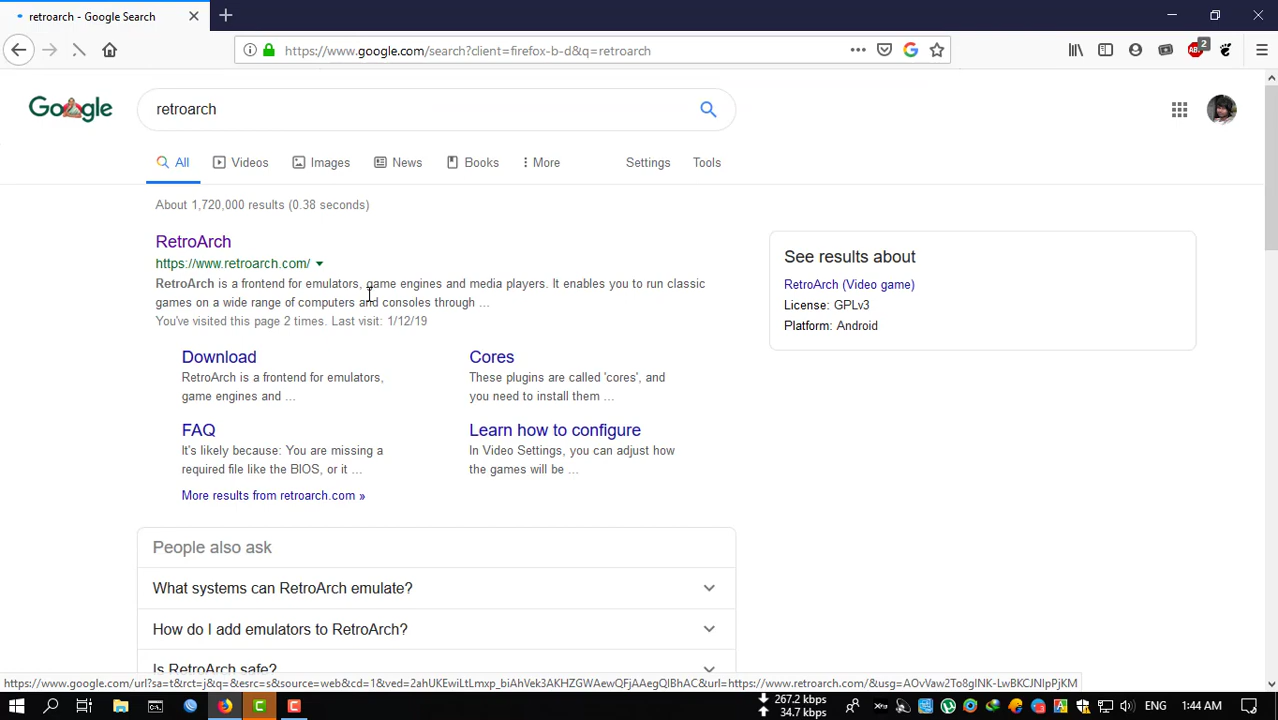 retroarch - Google Search
https://www.google.com/search?client=firefox-b-d&q=retroarch
2
Google
retroarch
All
Videos
Images
News
Books
More
Settings
Tools
About 1,720,000 results (0.38 seconds)
RetroArch
https://www.retroarch.com/
RetroArch is a frontend for emulators, game engines and media players. It enables you to run classic
games on a wide range of computers and consoles through ...
You've visited this page 2 times. Last visit: 1/12/19
Download
RetroArch is a frontend for emulators,
game engines and ...
Cores
These plugins are called 'cores', and
you need to install them ...
FAQ
It's likely because: You are missing a
required file like the BIOS, or it ...
Learn how to configure
In Video Settings, you can adjust how
the games will be ...
More results from retroarch.com »
See results about
RetroArch (Video game)
License: GPLv3
Platform: Android
People also ask
What systems can RetroArch emulate?
How do I add emulators to RetroArch?
Is RetroArch safe?
267.2 kbps
34.7 kbps
ENG
1:44 AM